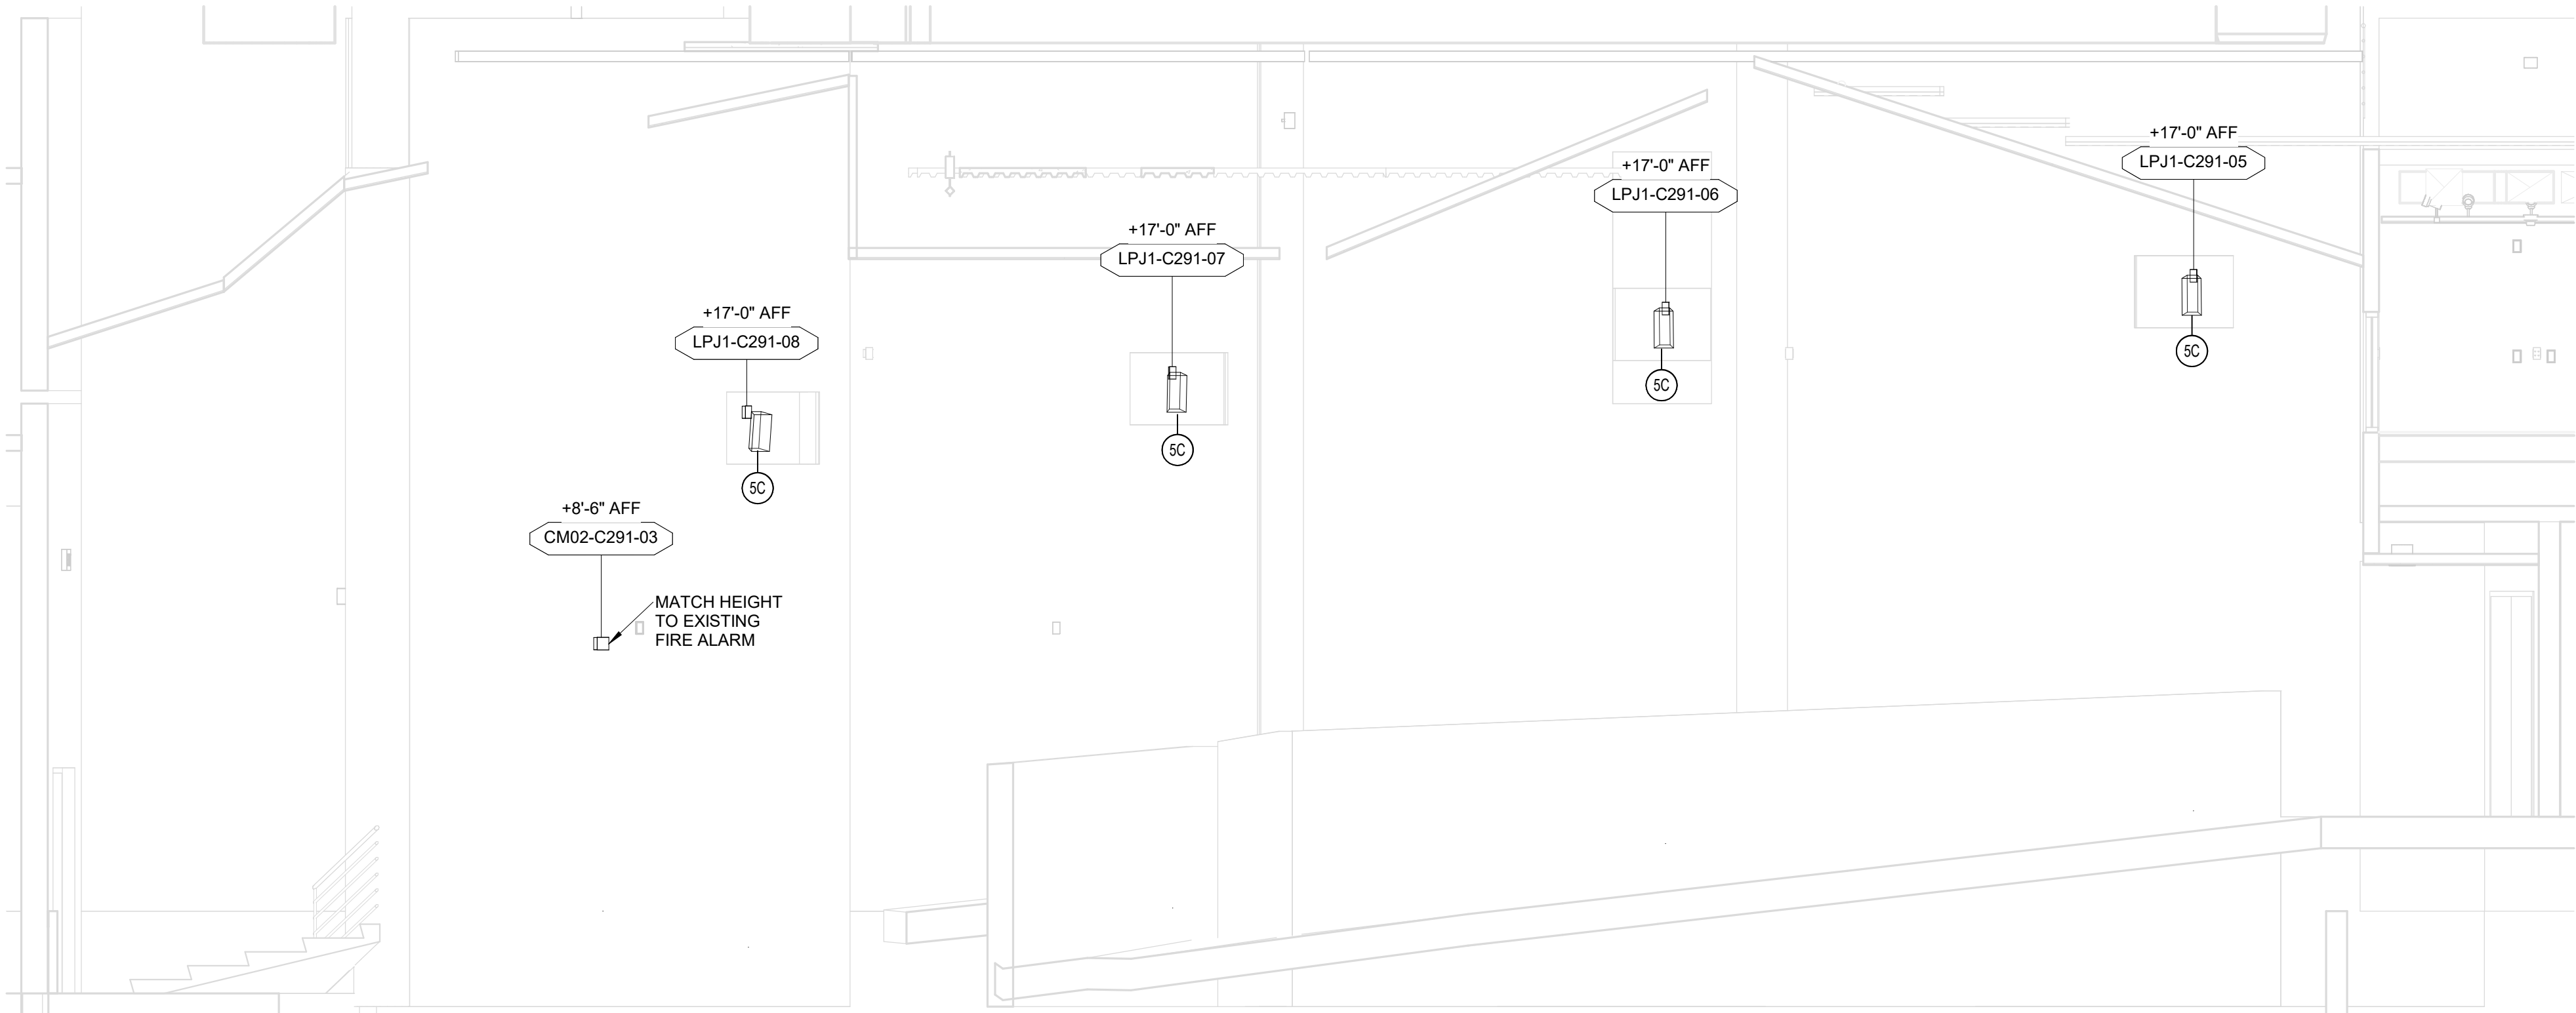 +17'-0" AFF
LPJ1-C291-05
5C
+17'-0" AFF
LPJ1-C291-06
5C
+17'-0" AFF
LPJ1-C291-07
5C
+17'-0" AFF
LPJ1-C291-08
5C
+8'-6" AFF
CM02-C291-03
MATCH HEIGHT
TO EXISTING
FIRE ALARM